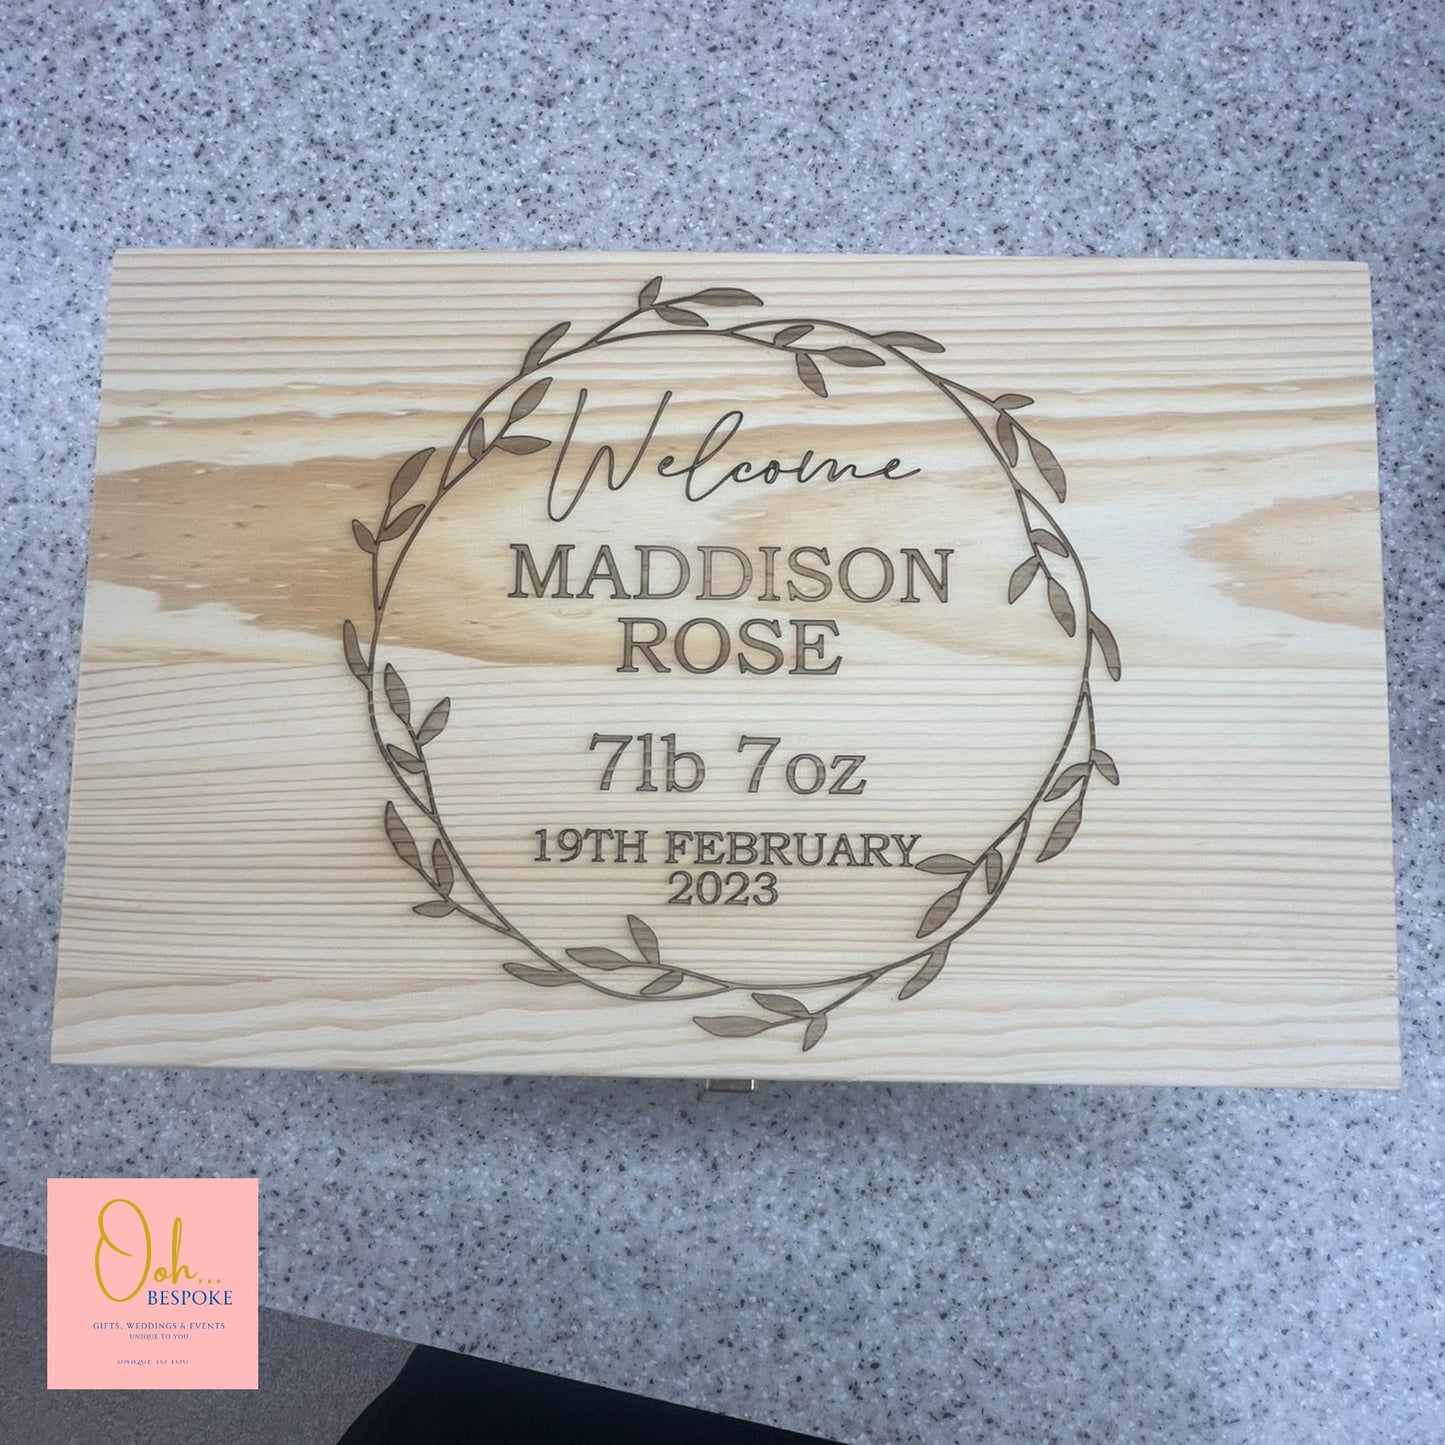 Welcome
MADDISON
ROSE
7lb 7oz
19TH FEBRUARY
2023
Ooh...
BESPOKE
GIFTS, WEDDINGS & EVENTS
UNIQUE TO YOU
UNIQUE TO YOU